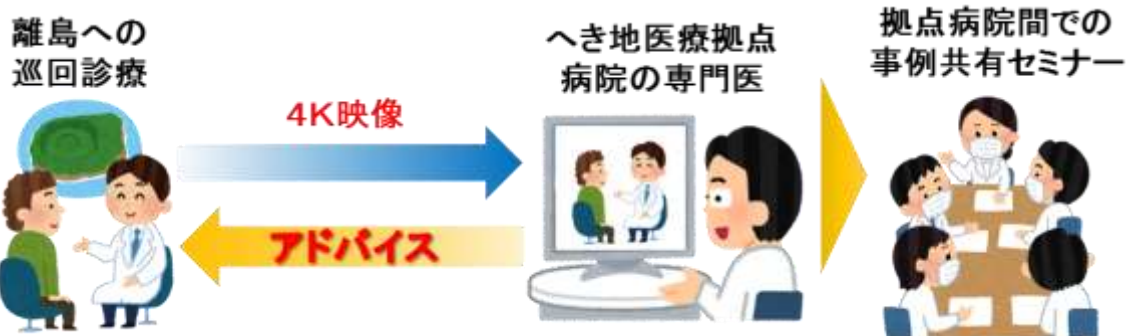 離島への
巡回診療
4K映像
アドバイス
へき地医療拠点
病院の専門医
拠点病院間での
事例共有セミナー